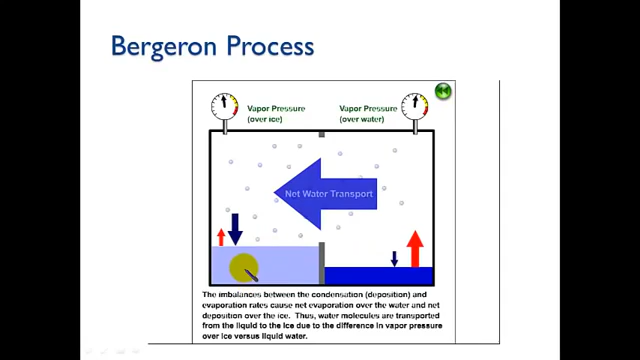 Bergeron Process
Vapor Pressure
(over ice)
Vapor Pressure
(over water)
Net Water Transport
The imbalances between the condensation (deposition) and
evaporation rates cause net evaporation over the water and net
deposition over the ice. Thus, water molecules are transported
from the liquid to the ice due to the difference in vapor pressure
over ice versus liquid water.